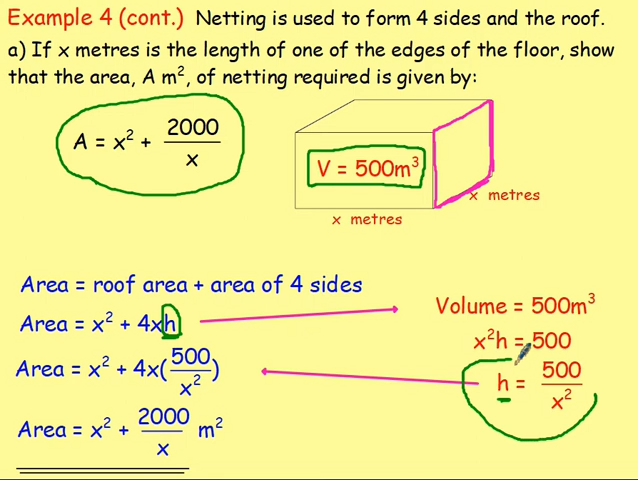 Example 4 (cont.) Netting is used to form 4 sides and the roof.
a) If x metres is the length of one of the edges of the floor, show
that the area, A m², of netting required is given by:
A = x² + 2000/x
V = 500m³
x metres
x metres
Area = roof area + area of 4 sides
Area = x² + 4xh
Area = x² + 4x(500/x²)
Area = x² + 2000/x m²
Volume = 500m³
x²h = 500
h = 500/x²